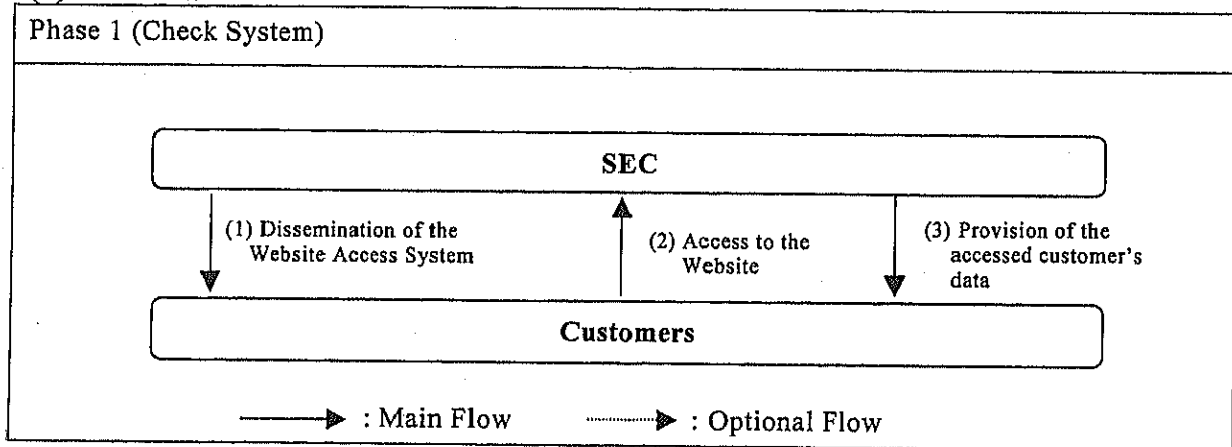 Phase 1 (Check System)
SEC
(1) Dissemination of the
Website Access System
(2) Access to the
Website
(3) Provision of the
accessed customer's
data
Customers
: Main Flow
: Optional Flow